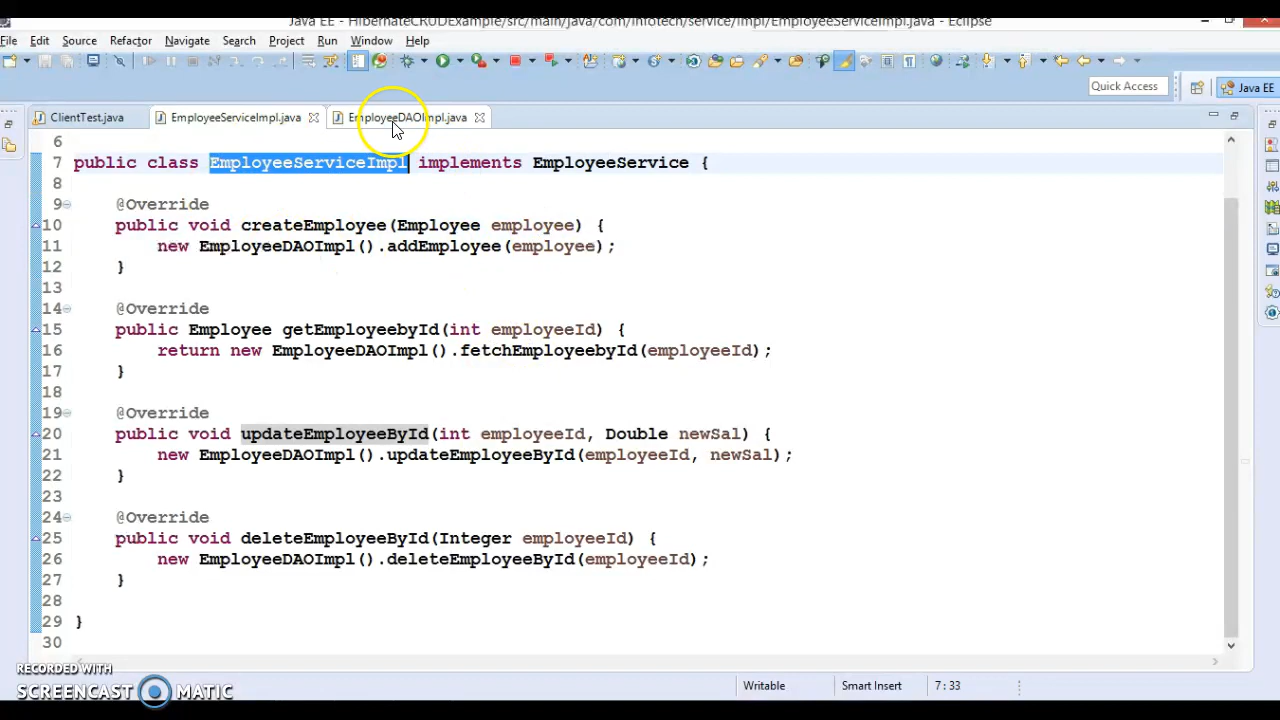 Java EE - HibernateCRUDExample/src/main/java/com/infotech/service/impl/EmployeeServiceImpl.java - Eclipse
File Edit Source Refactor Navigate Search Project Run Window Help
Quick Access
Java EE
ClientTest.java EmployeeServiceImpl.java EmployeeDAOImpl.java
6
7 public class EmployeeServiceImpl implements EmployeeService {
8
9 @Override
10 public void createEmployee(Employee employee) {
11 new EmployeeDAOImpl().addEmployee(employee);
12 }
13
14 @Override
15 public Employee getEmployeebyId(int employeeId) {
16 return new EmployeeDAOImpl().fetchEmployeebyId(employeeId);
17 }
18
19 @Override
20 public void updateEmployeeById(int employeeId, Double newSal) {
21 new EmployeeDAOImpl().updateEmployeeById(employeeId, newSal);
22 }
23
24 @Override
25 public void deleteEmployeeById(Integer employeeId) {
26 new EmployeeDAOImpl().deleteEmployeeById(employeeId);
27 }
28
29 }
30
RECORDED WITH
SCREENCAST MATIC
Writable Smart Insert 7 : 33